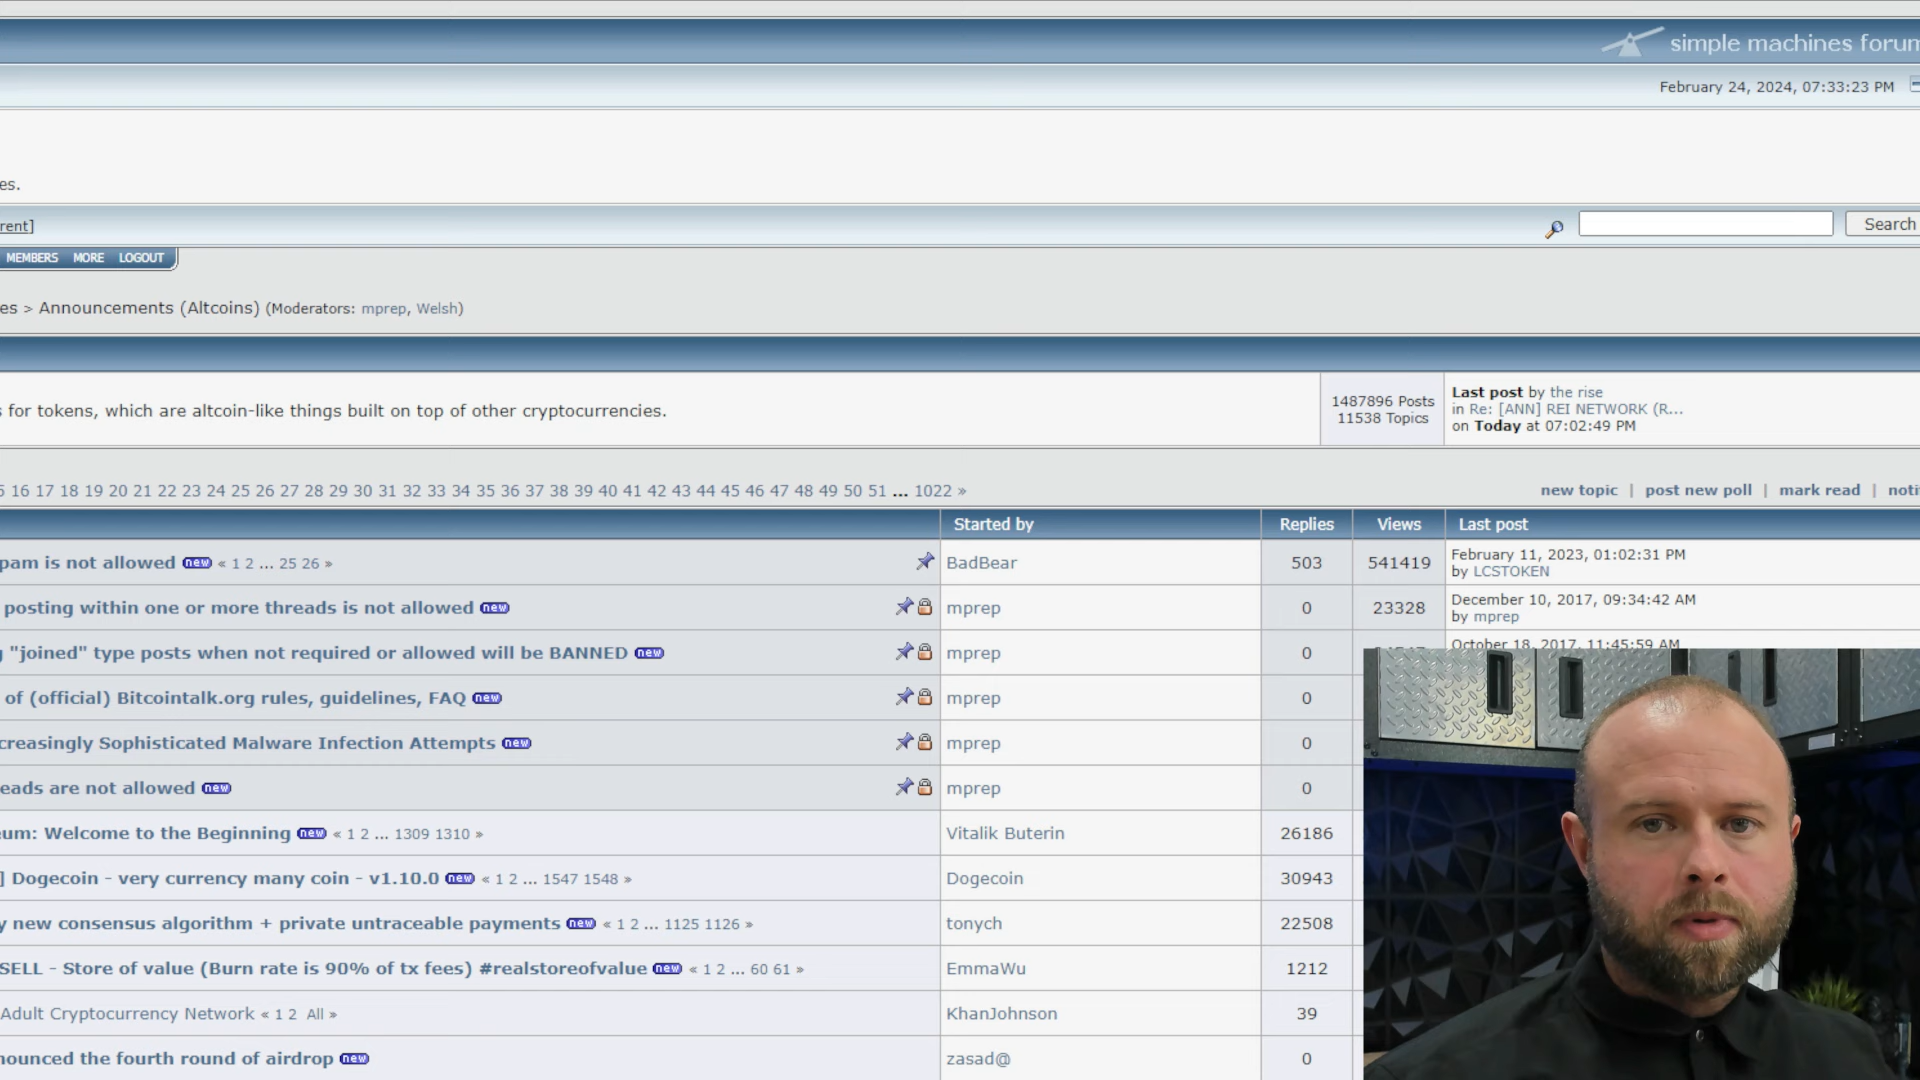 simple machines forum
February 24, 2024, 07:33:23 PM
es.
rent]
Search
MEMBERS MORE LOGOUT
es > Announcements (Altcoins) (Moderators: mprep, Welsh)
for tokens, which are altcoin-like things built on top of other cryptocurrencies.
1487896 Posts
11538 Topics
Last post by the rise
in Re: [ANN] REI NETWORK (R...
on Today at 07:02:49 PM
16 17 18 19 20 21 22 23 24 25 26 27 28 29 30 31 32 33 34 35 36 37 38 39 40 41 42 43 44 45 46 47 48 49 50 51 ... 1022 »
new topic | post new poll | mark read | noti
Started by Replies Views Last post
pam is not allowed new « 1 2 ... 25 26 » BadBear 503 541419 February 11, 2023, 01:02:31 PM
by LCSTOKEN
posting within one or more threads is not allowed new mprep 0 23328 December 10, 2017, 09:34:42 AM
by mprep
"joined" type posts when not required or allowed will be BANNED new mprep 0 October 18, 2017, 11:45:59 AM
of (official) Bitcointalk.org rules, guidelines, FAQ new mprep 0
creasingly Sophisticated Malware Infection Attempts new mprep 0
eads are not allowed new mprep 0
eum: Welcome to the Beginning new « 1 2 ... 1309 1310 » Vitalik Buterin 26186
] Dogecoin - very currency many coin - v1.10.0 new « 1 2 ... 1547 1548 » Dogecoin 30943
y new consensus algorithm + private untraceable payments new « 1 2 ... 1125 1126 » tonych 22508
SELL - Store of value (Burn rate is 90% of tx fees) #realstoreofvalue new « 1 2 ... 60 61 » EmmaWu 1212
Adult Cryptocurrency Network « 1 2 All » KhanJohnson 39
nounced the fourth round of airdrop new zasad@ 0